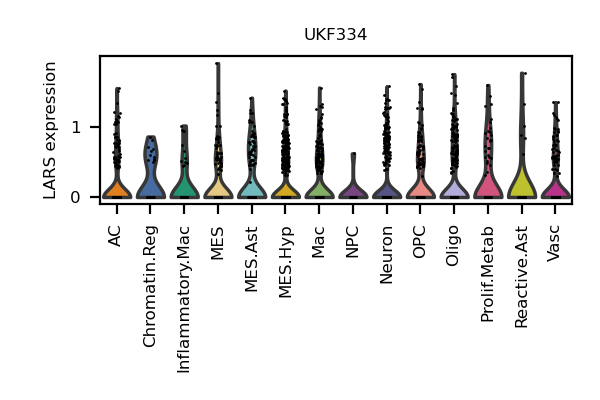 UKF334
LARS expression
1
0
AC
Chromatin.Reg
Inflammatory.Mac
MES
MES.Ast
MES.Hyp
Mac
NPC
Neuron
OPC
Oligo
Prolif.Metab
Reactive.Ast
Vasc